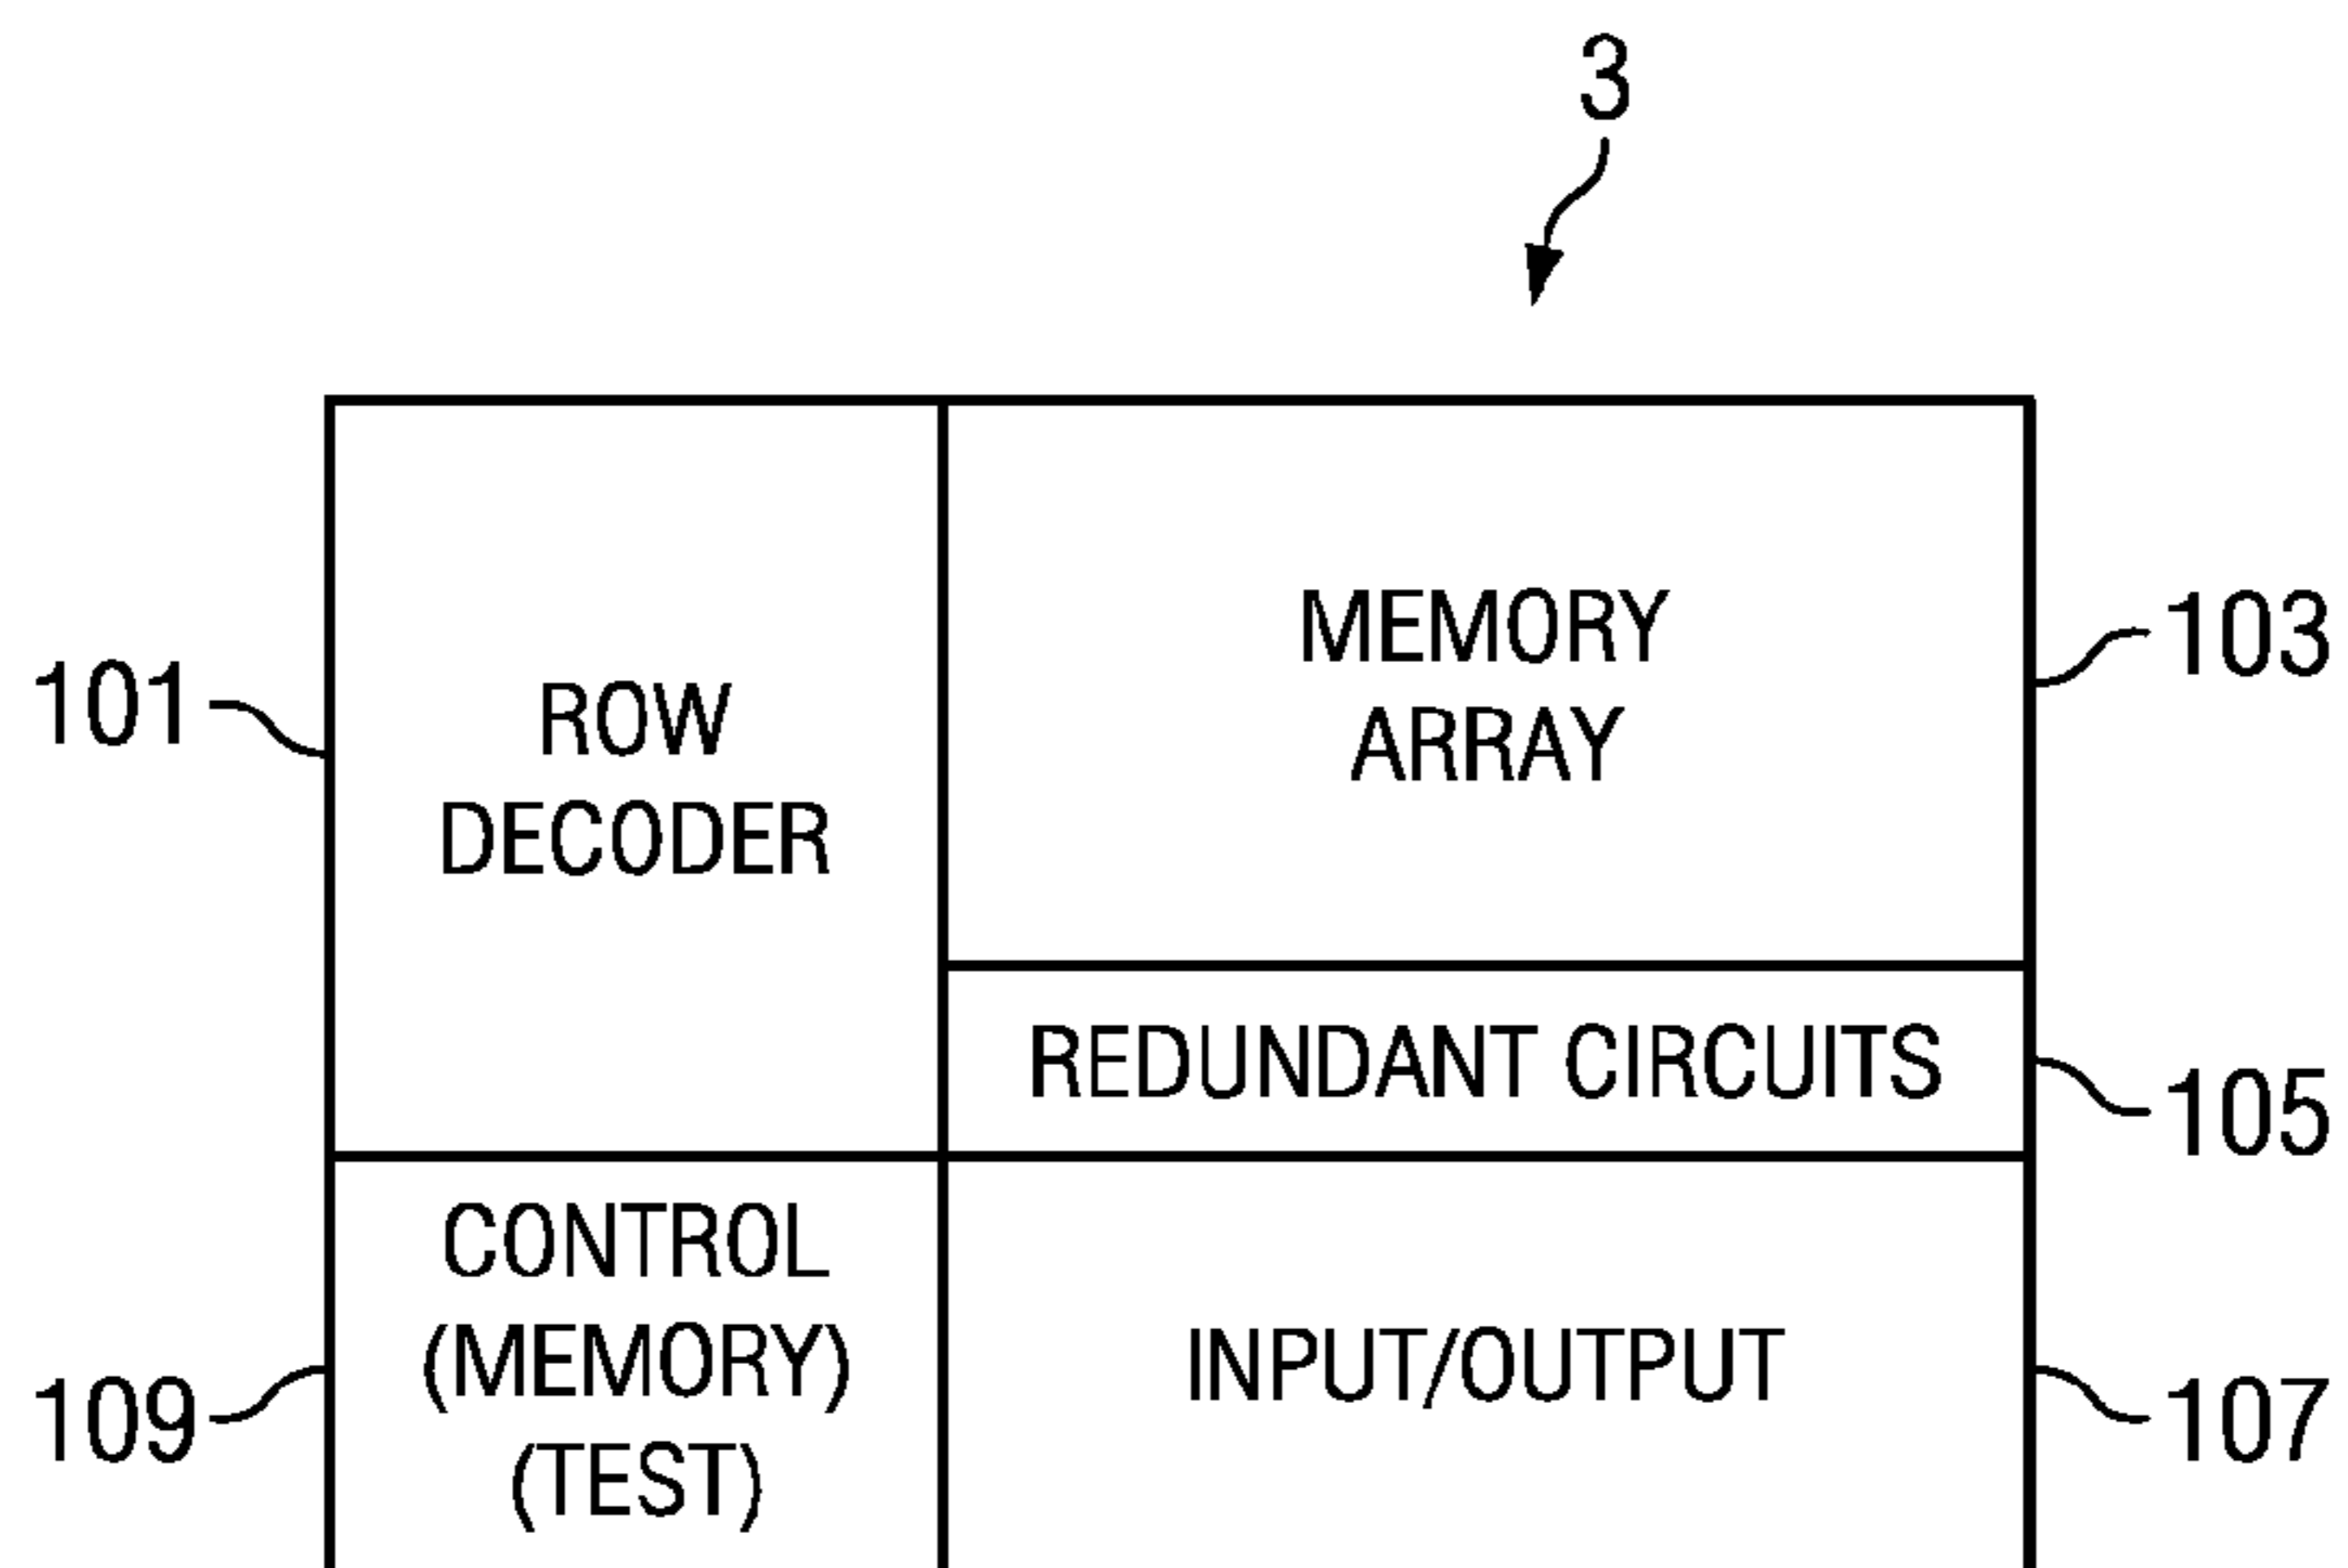 3
MEMORY
ARRAY
103
101
ROW
DECODER
REDUNDANT CIRCUITS
105
CONTROL
(MEMORY)
(TEST)
109
INPUT/OUTPUT
107